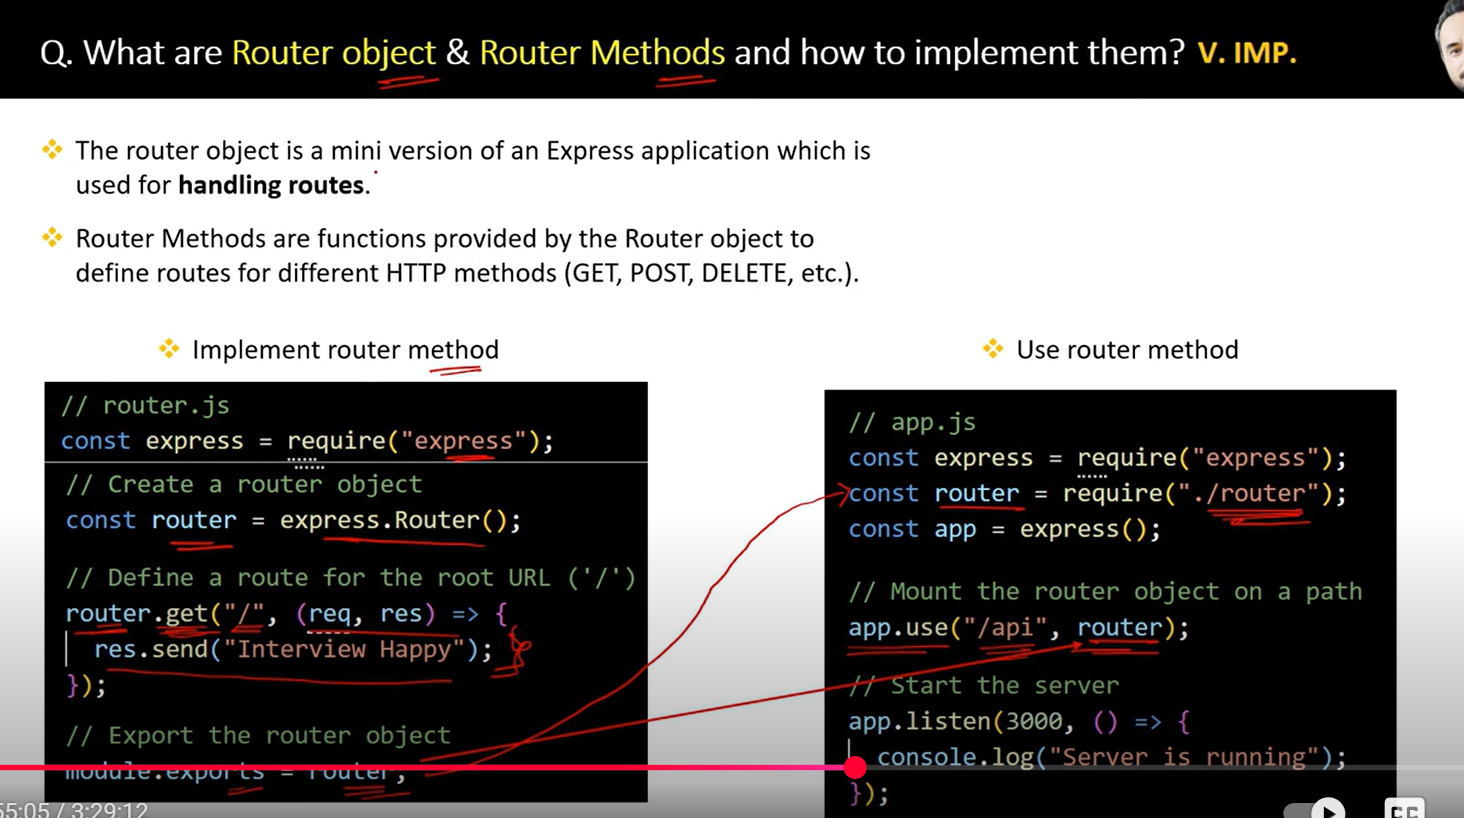 Q. What are Router object & Router Methods and how to implement them? V. IMP.
The router object is a mini version of an Express application which is
used for handling routes.
Router Methods are functions provided by the Router object to
define routes for different HTTP methods (GET, POST, DELETE, etc.).
Implement router method
// router.js
const express = require("express");
// Create a router object
const router = express.Router();
// Define a route for the root URL ('/')
router.get("/", (req, res) => {
res.send("Interview Happy");
});
// Export the router object
module.exports = router;
Use router method
// app.js
const express = require("express");
const router = require("./router");
const app = express();
// Mount the router object on a path
app.use("/api", router);
// Start the server
app.listen(3000, () => {
console.log("Server is running");
});
55:05 / 3:29:12
CC